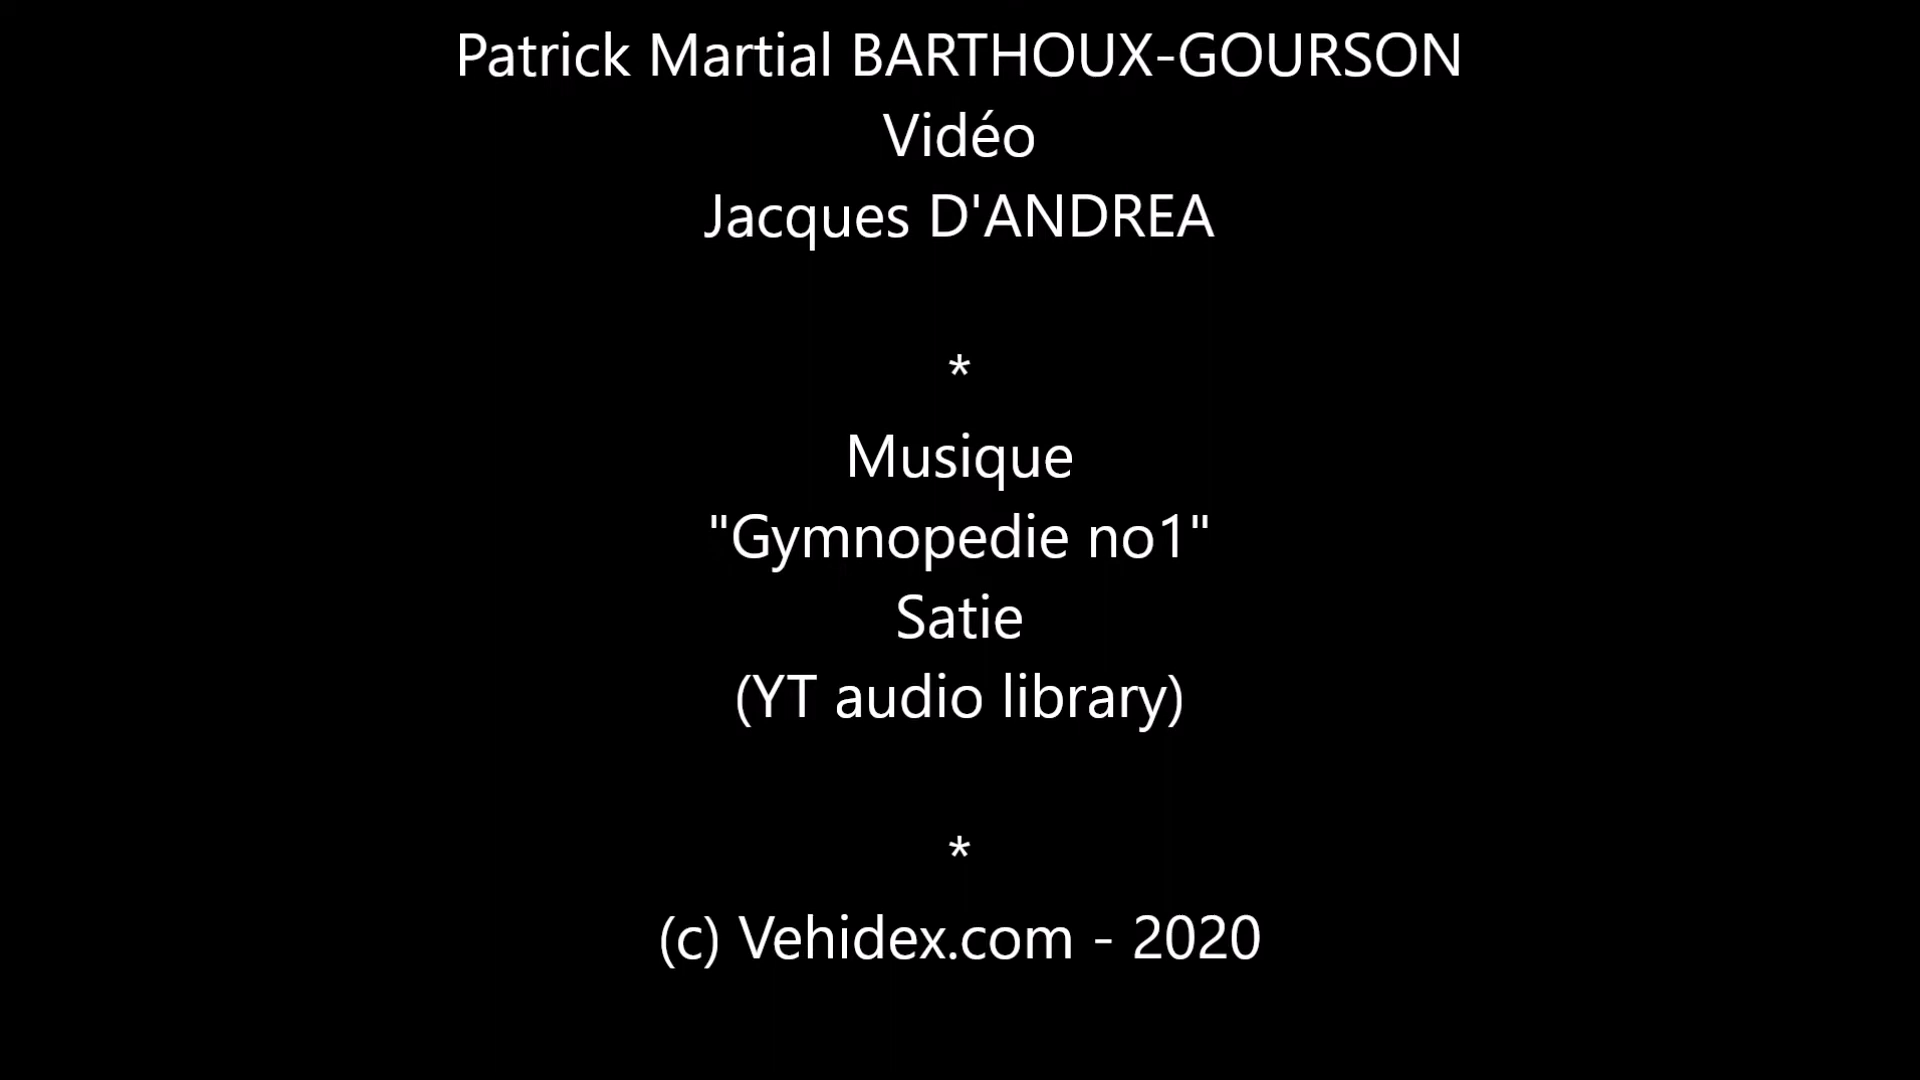 Patrick Martial BARTHOUX-GOURSON
Vidéo
Jacques D'ANDREA
*
Musique
"Gymnopedie no1"
Satie
(YT audio library)
*
(c) Vehidex.com - 2020